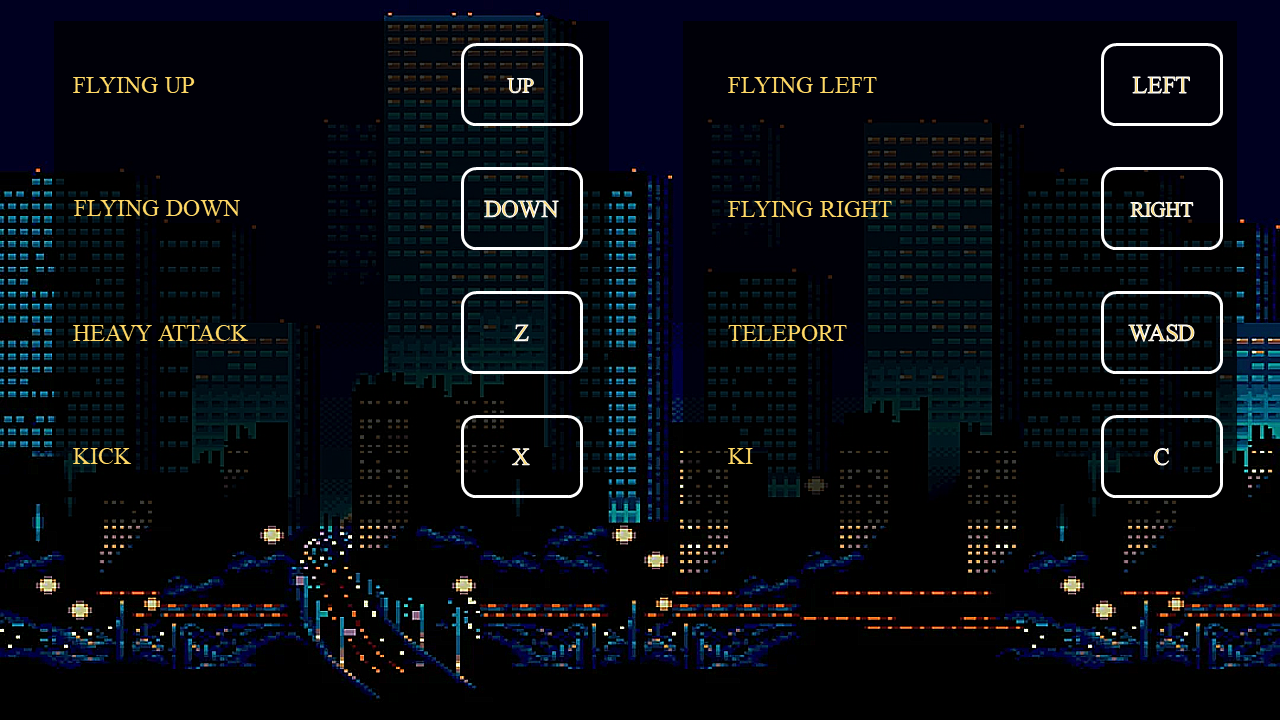 FLYING UP
UP
FLYING LEFT
LEFT
FLYING DOWN
DOWN
FLYING RIGHT
RIGHT
HEAVY ATTACK
Z
TELEPORT
WASD
KICK
X
KI
C